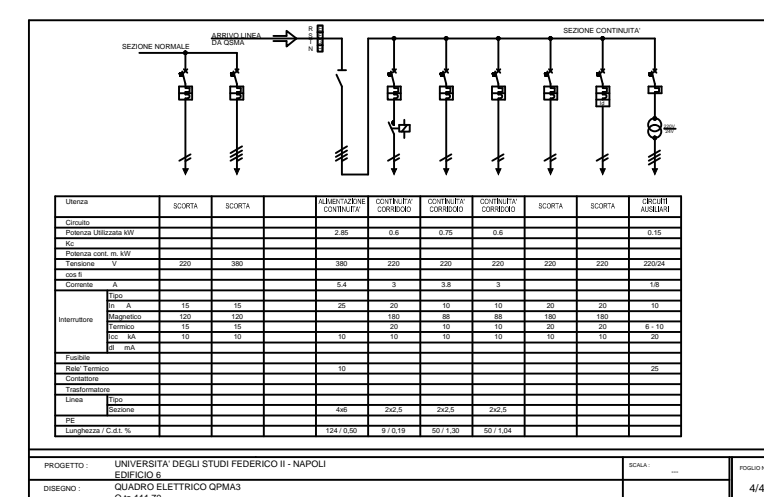 ARRIVO LINEA
DA QSMA
R
S
T
N
SEZIONE NORMALE
SEZIONE CONTINUITA'
220V
24V
Utenza SCORTA SCORTA ALIMENTAZIONE CONTINUITA' CONTINUITA' CORRIDOIO CONTINUITA' CORRIDOIO CONTINUITA' CORRIDOIO SCORTA SCORTA CIRCUITI AUSILIARI
Circuito
Potenza Utilizzata kW 2.85 0.6 0.75 0.6 0.15
Kc
Potenza cont. m. kW
Tensione V 220 380 380 220 220 220 220 220 220/24
cos fi
Corrente A 5.4 3 3.8 3 1/8
Interruttore
Tipo
In A 15 15 25 20 10 10 20 20 10
Magnetico 120 120 180 88 88 180 180
Termico 15 15 20 10 10 20 20 6 - 10
Icc kA 10 10 10 10 10 10 10 10 20
dI mA
Fusibile
Rele' Termico 10 25
Contattore
Trasformatore
Linea Tipo
Sezione 4x6 2x2,5 2x2,5 2x2,5
PE
Lunghezza / C.d.t. % 124 / 0,50 9 / 0,19 50 / 1,30 50 / 1,04
PROGETTO : UNIVERSITA' DEGLI STUDI FEDERICO II - NAPOLI
EDIFICIO 6
SCALA :
---
FOGLIO N
DISEGNO : QUADRO ELETTRICO QPMA3
4/4